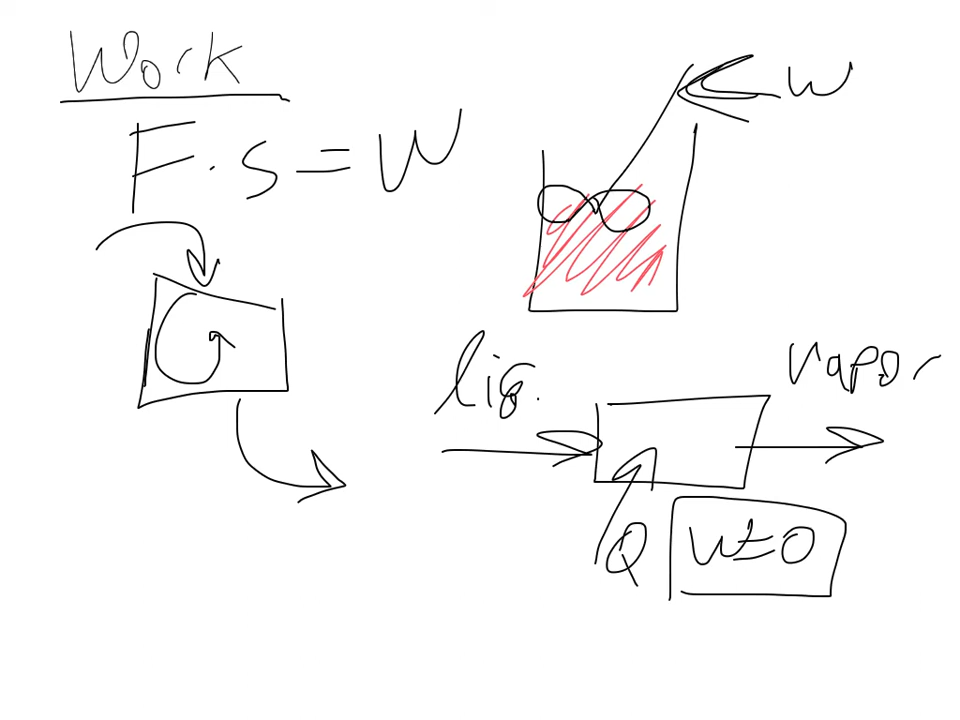 Work
F · s = W
W
liq.
vapor
Q
W≠0